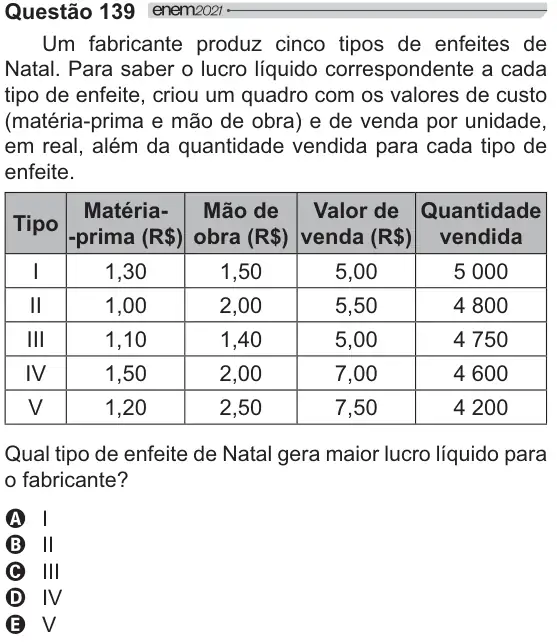 Questão 139 enem2021
Um fabricante produz cinco tipos de enfeites de
Natal. Para saber o lucro líquido correspondente a cada
tipo de enfeite, criou um quadro com os valores de custo
(matéria-prima e mão de obra) e de venda por unidade,
em real, além da quantidade vendida para cada tipo de
enfeite.
Tipo Matéria- Mão de Valor de Quantidade
-prima (R$) obra (R$) venda (R$) vendida
I 1,30 1,50 5,00 5 000
II 1,00 2,00 5,50 4 800
III 1,10 1,40 5,00 4 750
IV 1,50 2,00 7,00 4 600
V 1,20 2,50 7,50 4 200
Qual tipo de enfeite de Natal gera maior lucro líquido para
o fabricante?
A I
B II
C III
D IV
E V